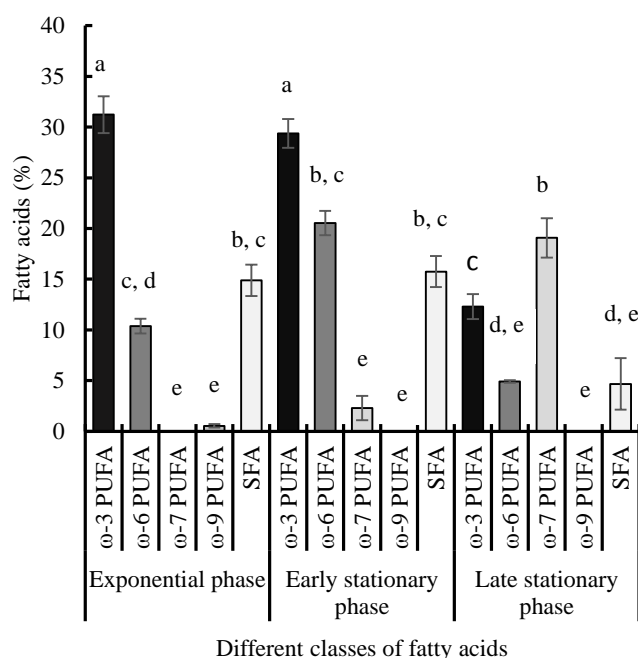 40
35
30
25
20
15
10
5
0
Fatty acids (%)
a
c, d
e
e
b, c
a
b, c
e
e
b, c
c
d, e
b
e
d, e
ω-3 PUFA
ω-6 PUFA
ω-7 PUFA
ω-9 PUFA
SFA
ω-3 PUFA
ω-6 PUFA
ω-7 PUFA
ω-9 PUFA
SFA
ω-3 PUFA
ω-6 PUFA
ω-7 PUFA
ω-9 PUFA
SFA
Exponential phase
Early stationary
phase
Late stationary
phase
Different classes of fatty acids